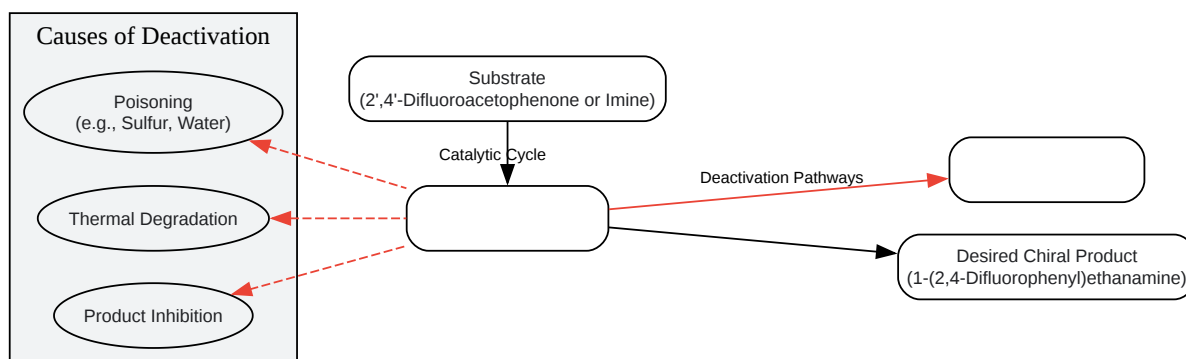 Causes of Deactivation
Poisoning
(e.g., Sulfur, Water)
Thermal Degradation
Product Inhibition
Substrate
(2',4'-Difluoroacetophenone or Imine)
Catalytic Cycle
Deactivation Pathways
Desired Chiral Product
(1-(2,4-Difluorophenyl)ethanamine)